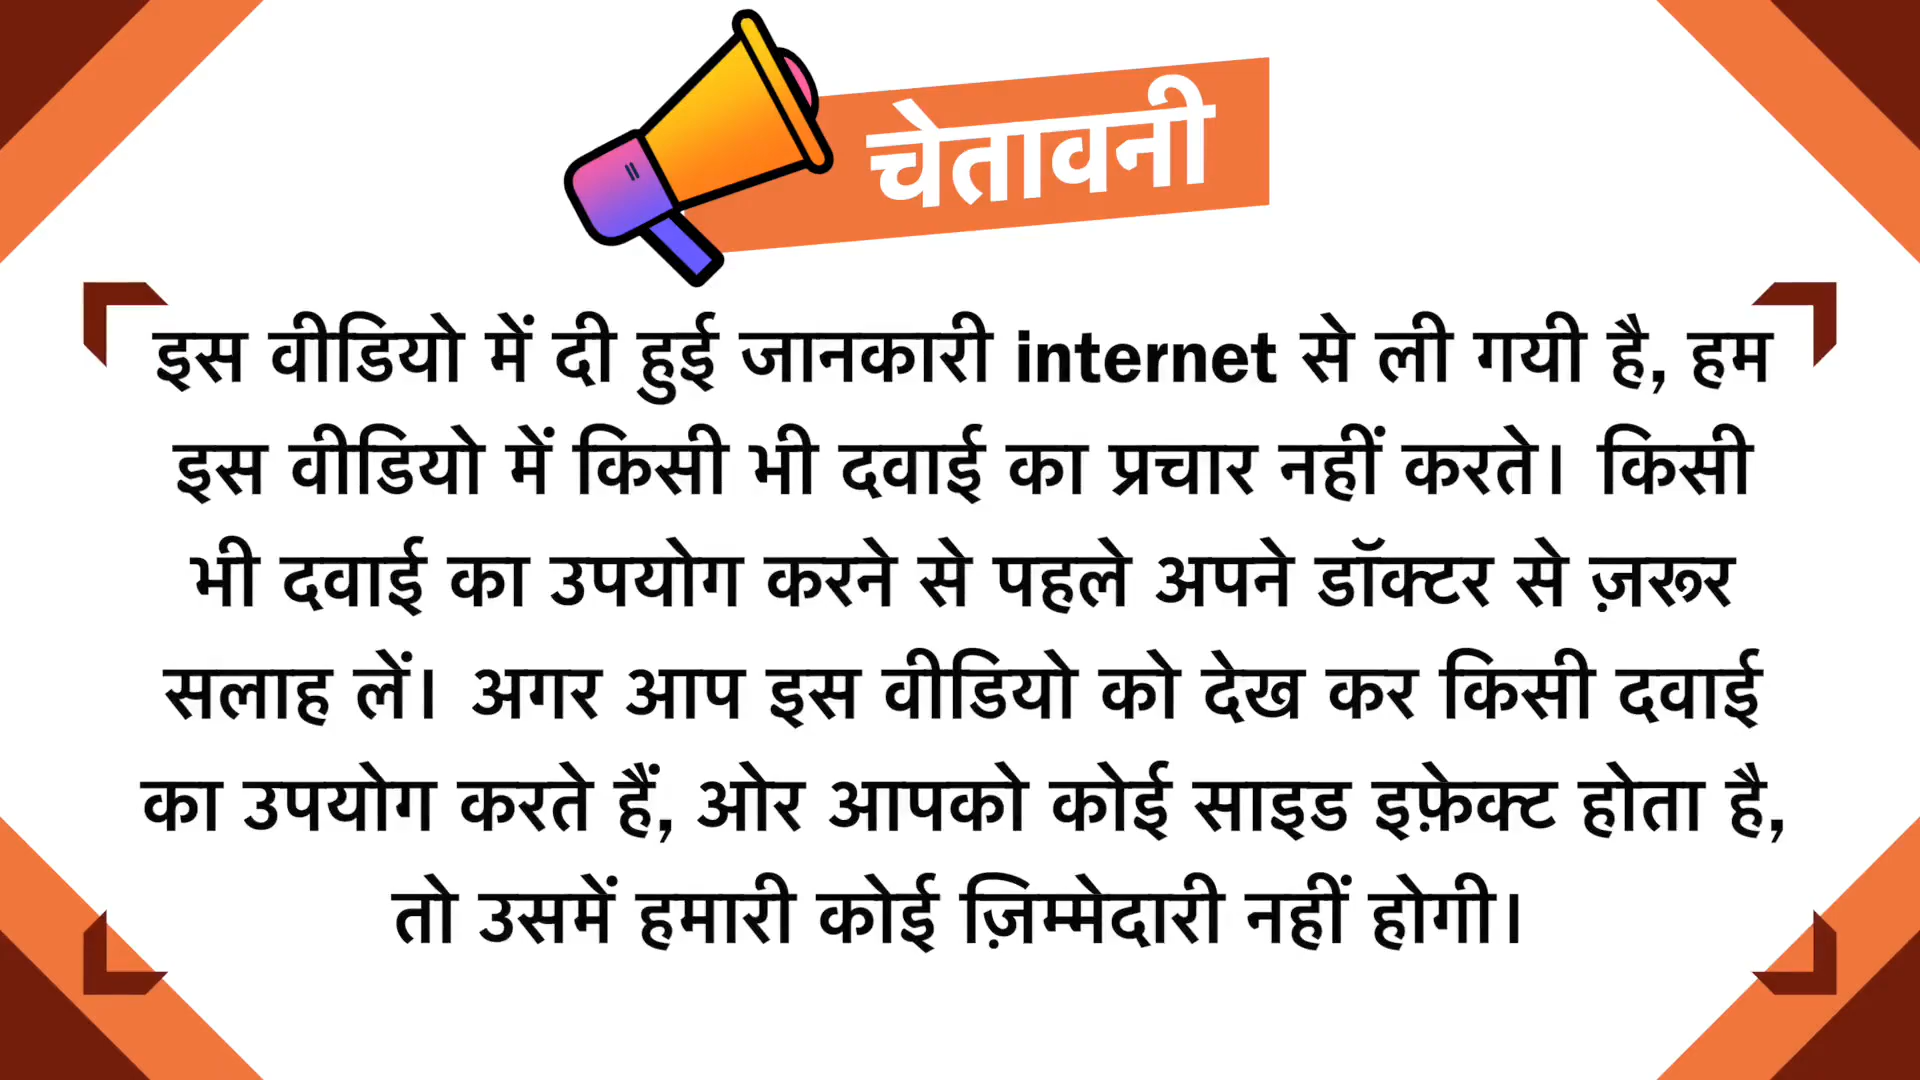 चेतावनी
इस वीडियो में दी हुई जानकारी internet से ली गयी है, हम
इस वीडियो में किसी भी दवाई का प्रचार नहीं करते। किसी
भी दवाई का उपयोग करने से पहले अपने डॉक्टर से ज़रूर
सलाह लें। अगर आप इस वीडियो को देख कर किसी दवाई
का उपयोग करते हैं, ओर आपको कोई साइड इफ़ेक्ट होता है,
तो उसमें हमारी कोई ज़िम्मेदारी नहीं होगी।